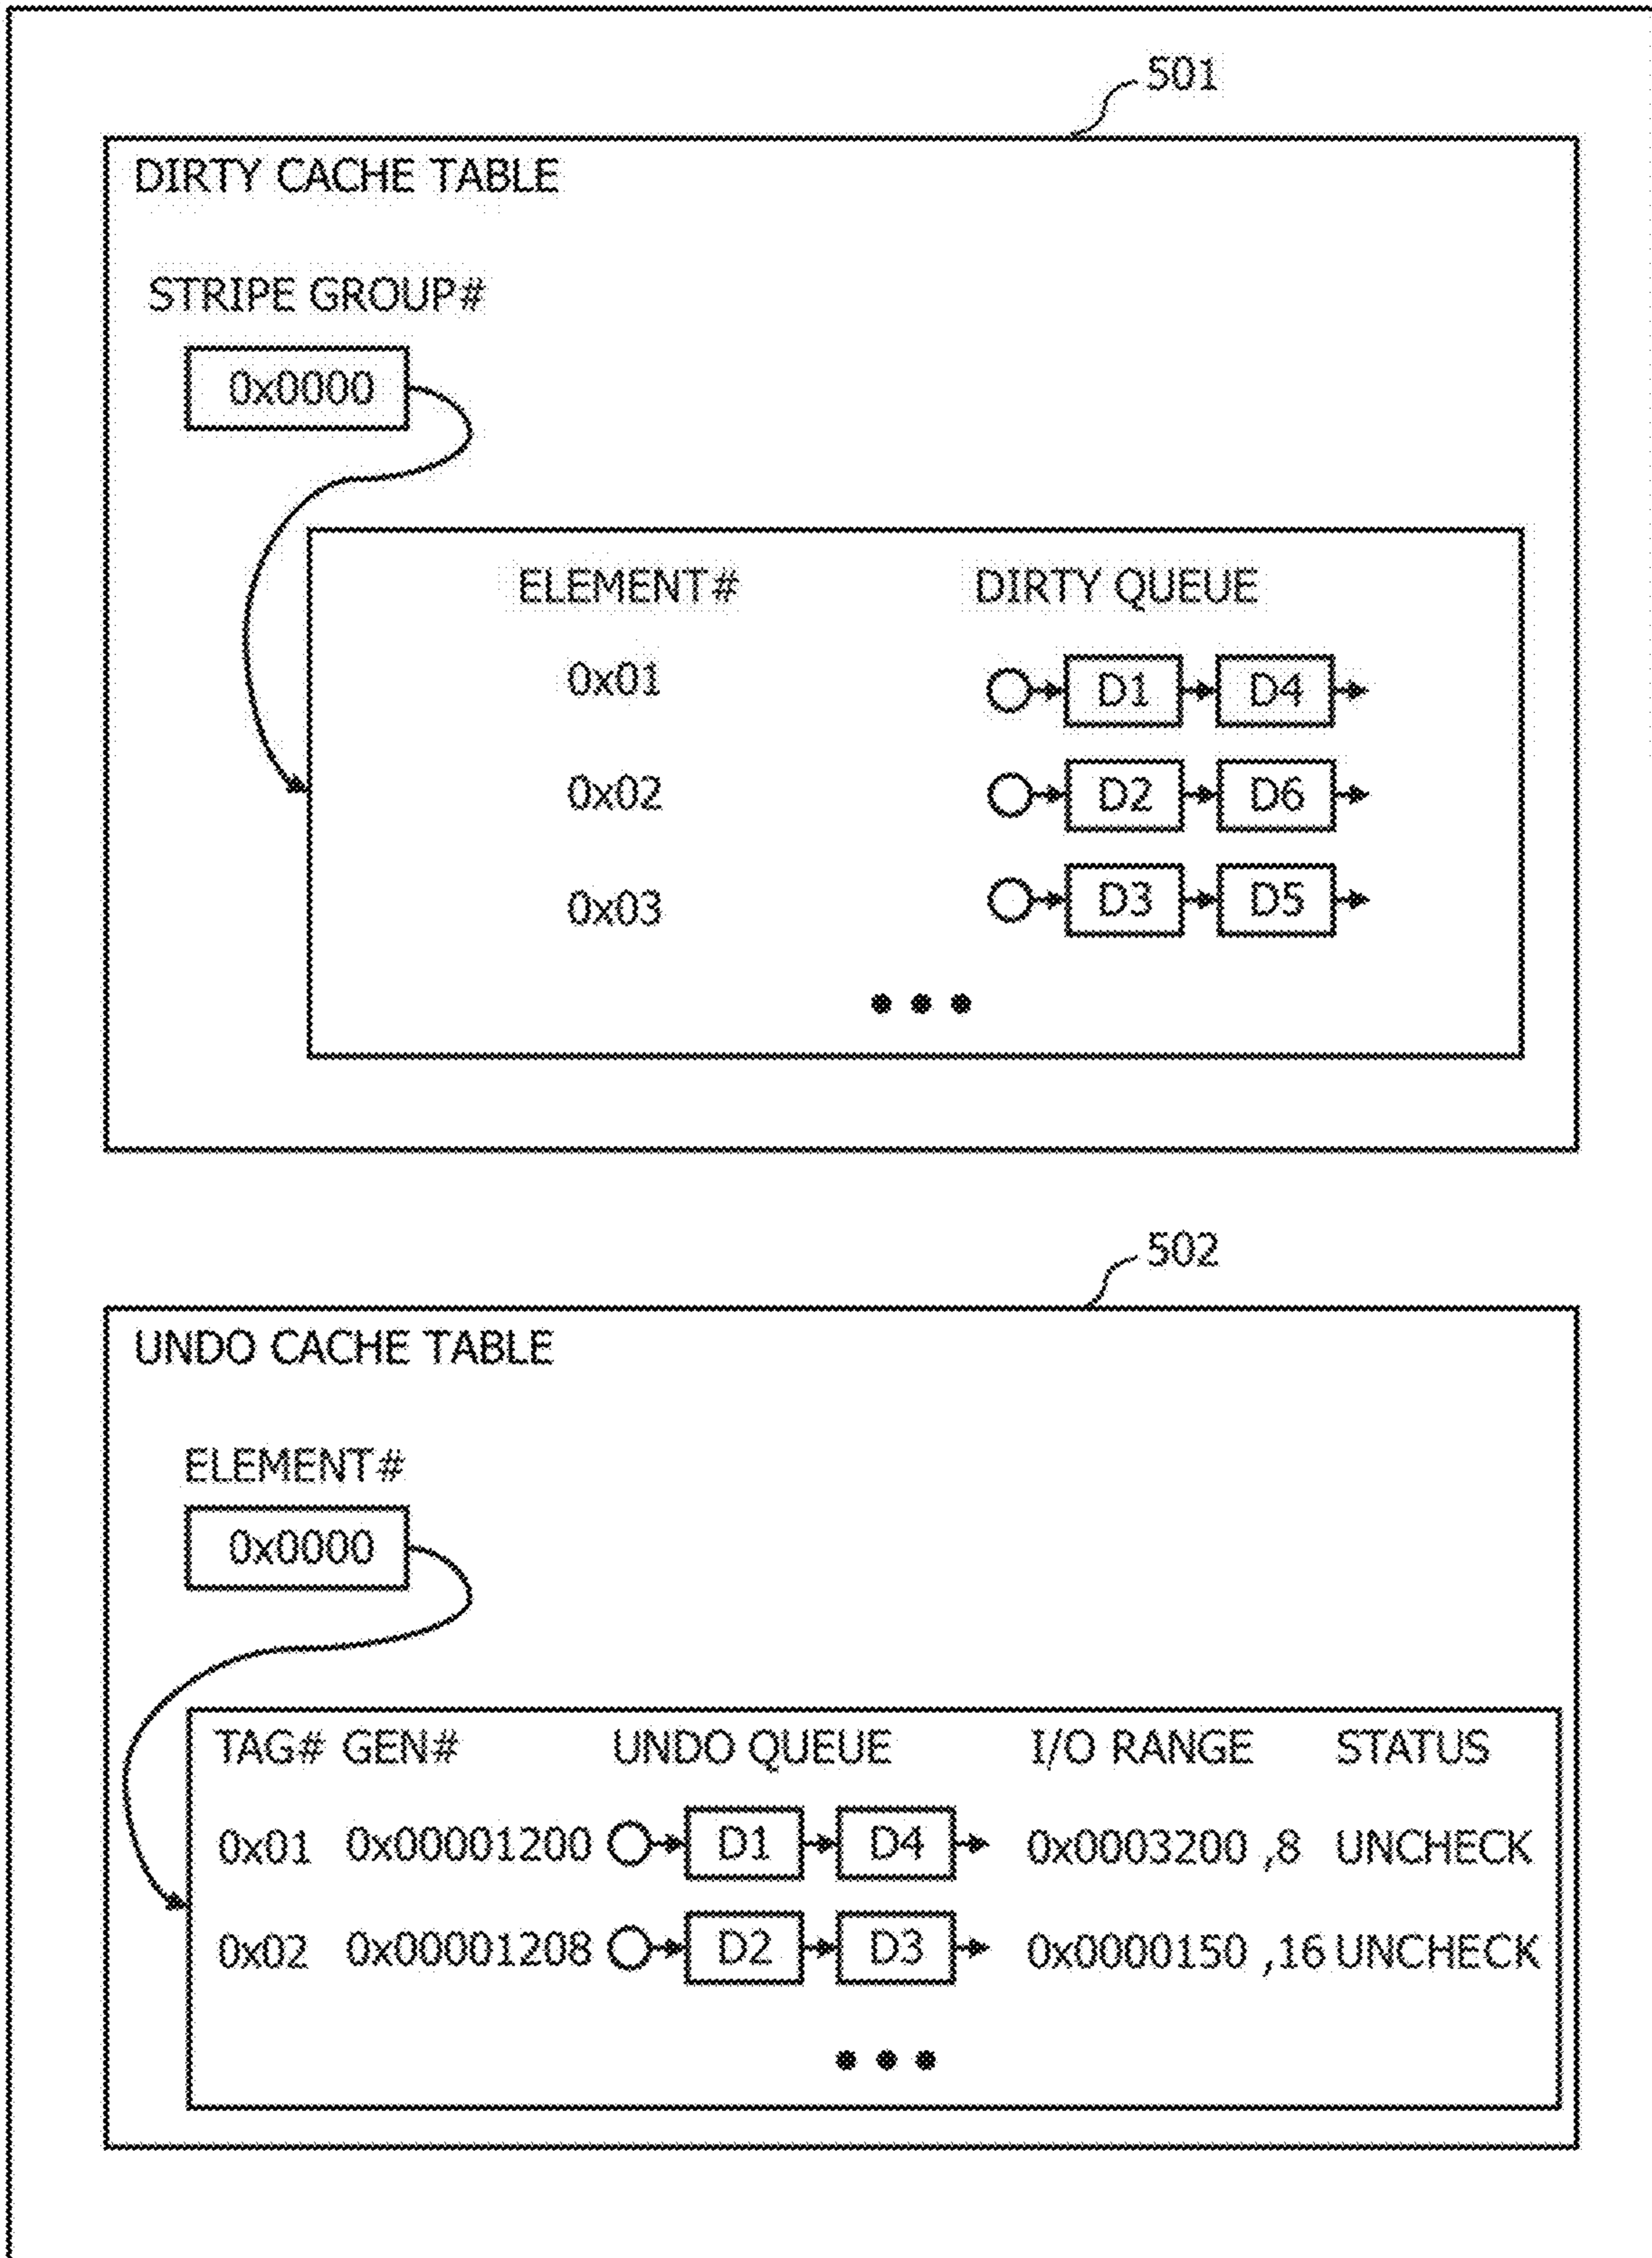 501
DIRTY CACHE TABLE
STRIPE GROUP#
0x0000
ELEMENT# DIRTY QUEUE
0x01 D1 D4
0x02 D2 D6
0x03 D3 D5
502
UNDO CACHE TABLE
ELEMENT#
0x0000
TAG# GEN# UNDO QUEUE I/O RANGE STATUS
0x01 0x00001200 D1 D4 0x0003200 ,8 UNCHECK
0x02 0x00001208 D2 D3 0x0000150 ,16 UNCHECK